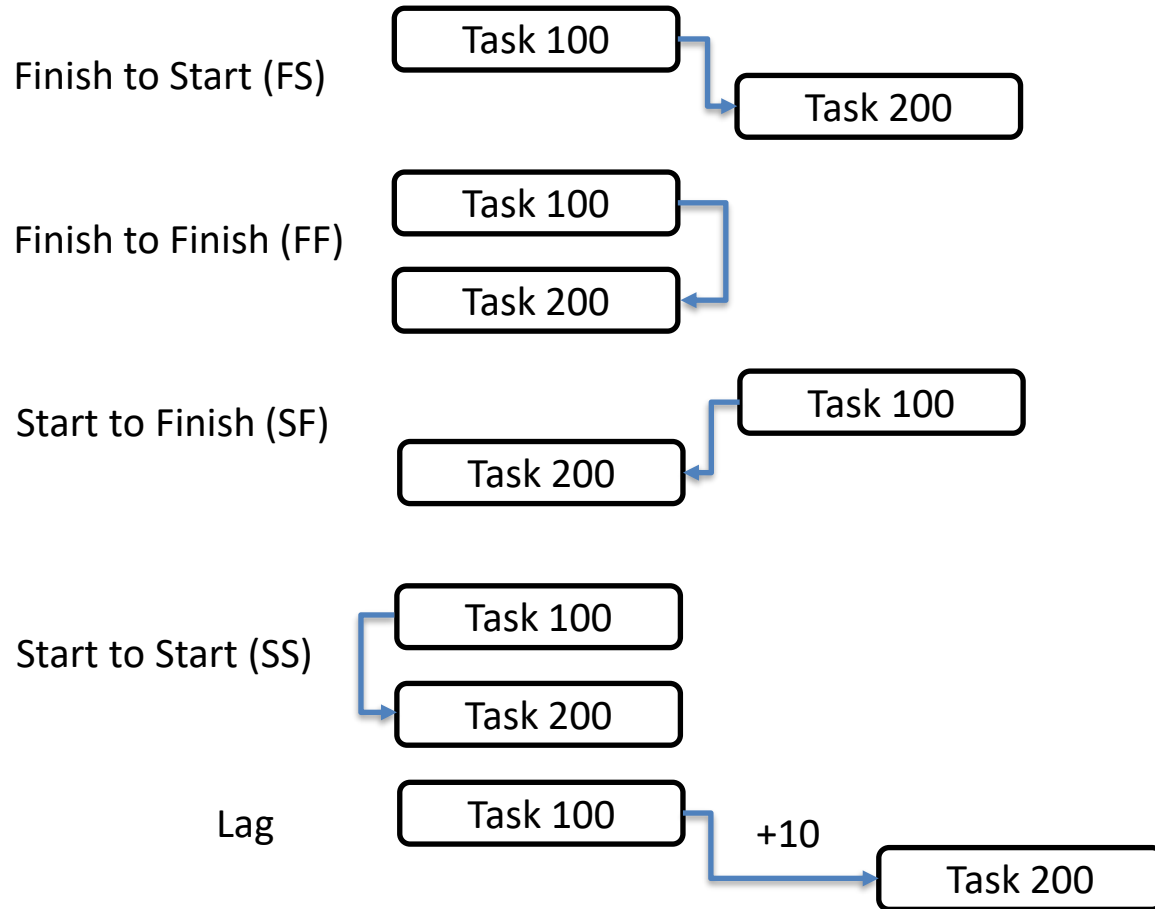 Task 100
Finish to Start (FS)
Task 200
Task 100
Finish to Finish (FF)
Task 200
Task 100
Start to Finish (SF)
Task 200
Task 100
Start to Start (SS)
Task 200
Task 100
Lag
+10
Task 200